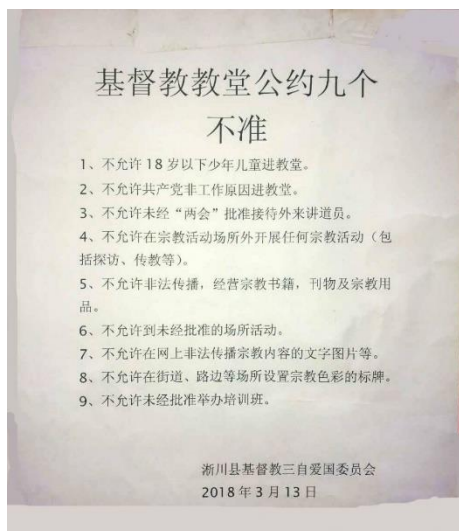 基督教教堂公约九个
不准
1、不允许 18 岁以下少年儿童进教堂。
2、不允许共产党非工作原因进教堂。
3、不允许未经“两会”批准接待外来讲道员。
4、不允许在宗教活动场所外开展任何宗教活动（包
括探访、传教等）。
5、不允许非法传播，经营宗教书籍，刊物及宗教用
品。
6、不允许到未经批准的场所活动。
7、不允许在网上非法传播宗教内容的文字图片等。
8、不允许在街道、路边等场所设置宗教色彩的标牌。
9、不允许未经批准举办培训班。
淅川县基督教三自爱国委员会
2018 年 3 月 13 日